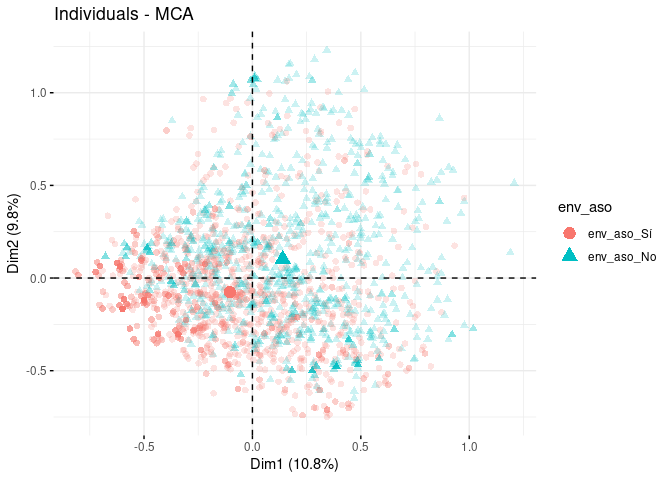 Individuals - MCA
1.0
0.5
0.0
-0.5
Dim2 (9.8%)
-0.5
0.0
0.5
1.0
Dim1 (10.8%)
env_aso
env_aso_Sí
env_aso_No